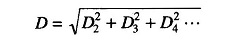 D = \sqrt{D_2^2 + D_3^2 + D_4^2 \cdots}